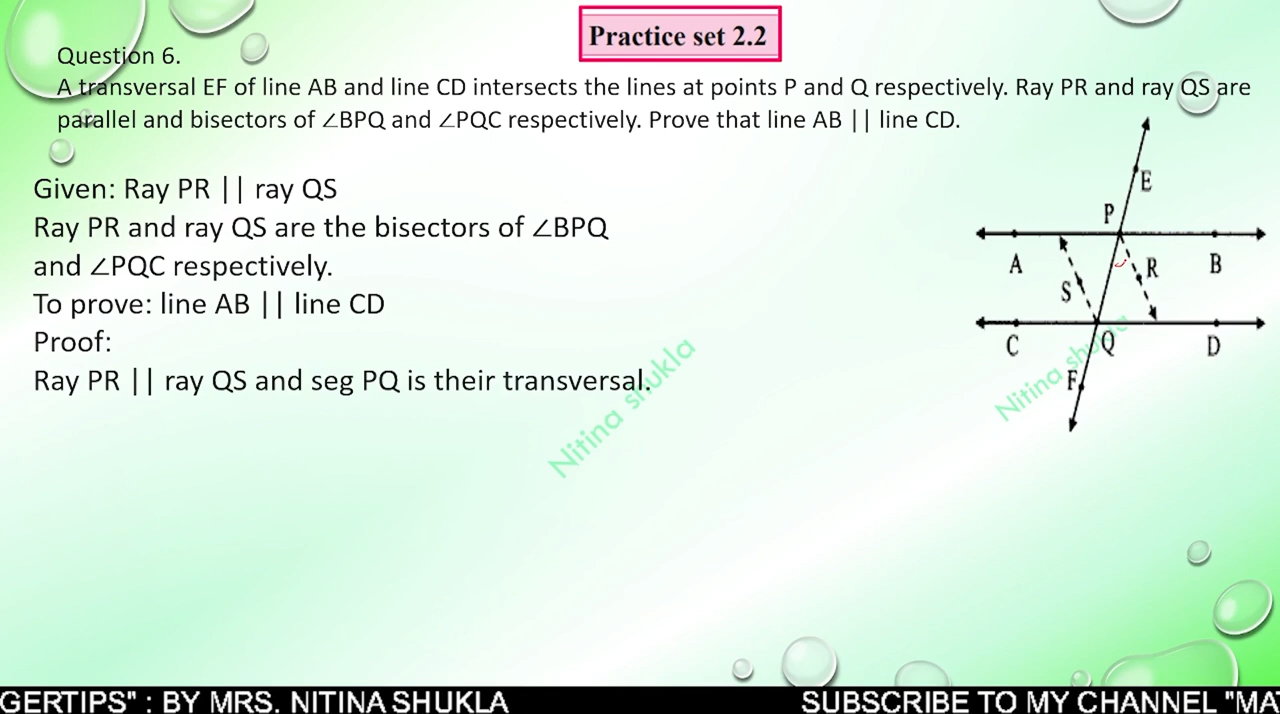 Practice set 2.2
Question 6.
A transversal EF of line AB and line CD intersects the lines at points P and Q respectively. Ray PR and ray QS are
parallel and bisectors of ∠BPQ and ∠PQC respectively. Prove that line AB || line CD.
Given: Ray PR || ray QS
Ray PR and ray QS are the bisectors of ∠BPQ
and ∠PQC respectively.
To prove: line AB || line CD
Proof:
Ray PR || ray QS and seg PQ is their transversal.
E
P
A
R
B
S
C
Q
D
F
Nitina shukla
Nitina shukla
GERTIPS" : BY MRS. NITINA SHUKLA
SUBSCRIBE TO MY CHANNEL "MA